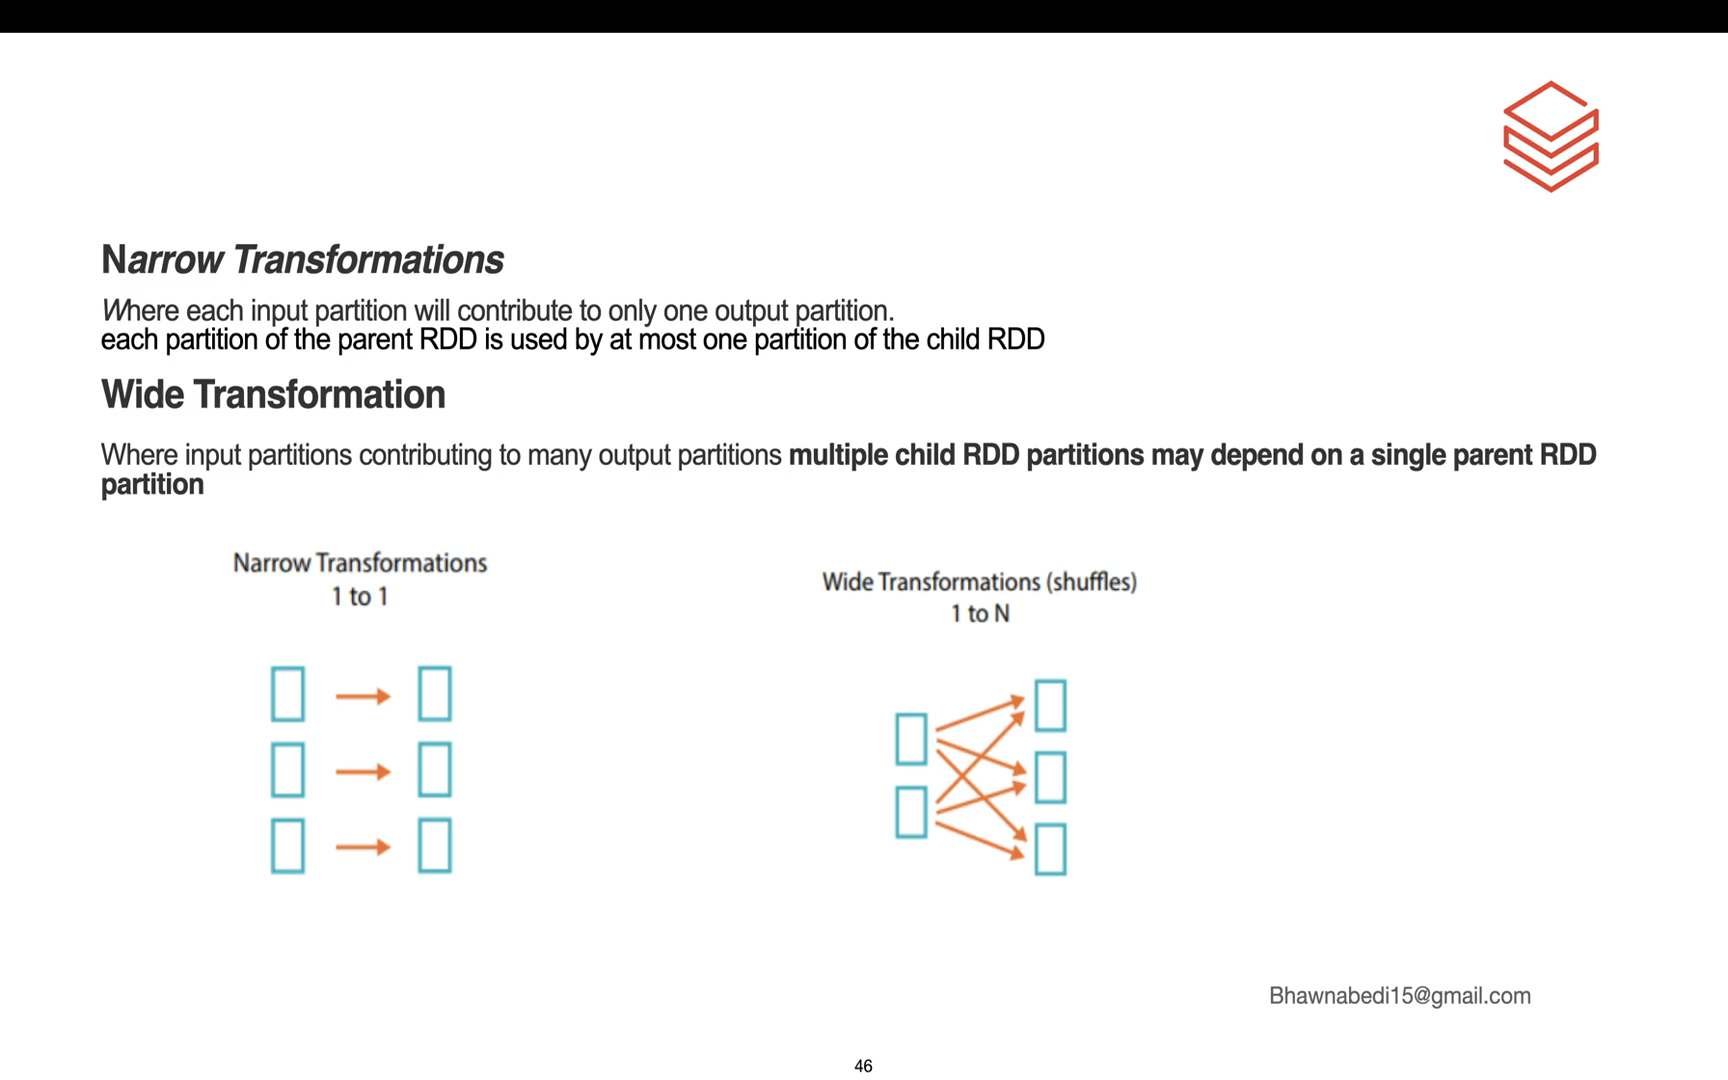 Narrow Transformations
Where each input partition will contribute to only one output partition.
each partition of the parent RDD is used by at most one partition of the child RDD
Wide Transformation
Where input partitions contributing to many output partitions multiple child RDD partitions may depend on a single parent RDD
partition
Narrow Transformations
1 to 1
Wide Transformations (shuffles)
1 to N
Bhawnabedi15@gmail.com
46